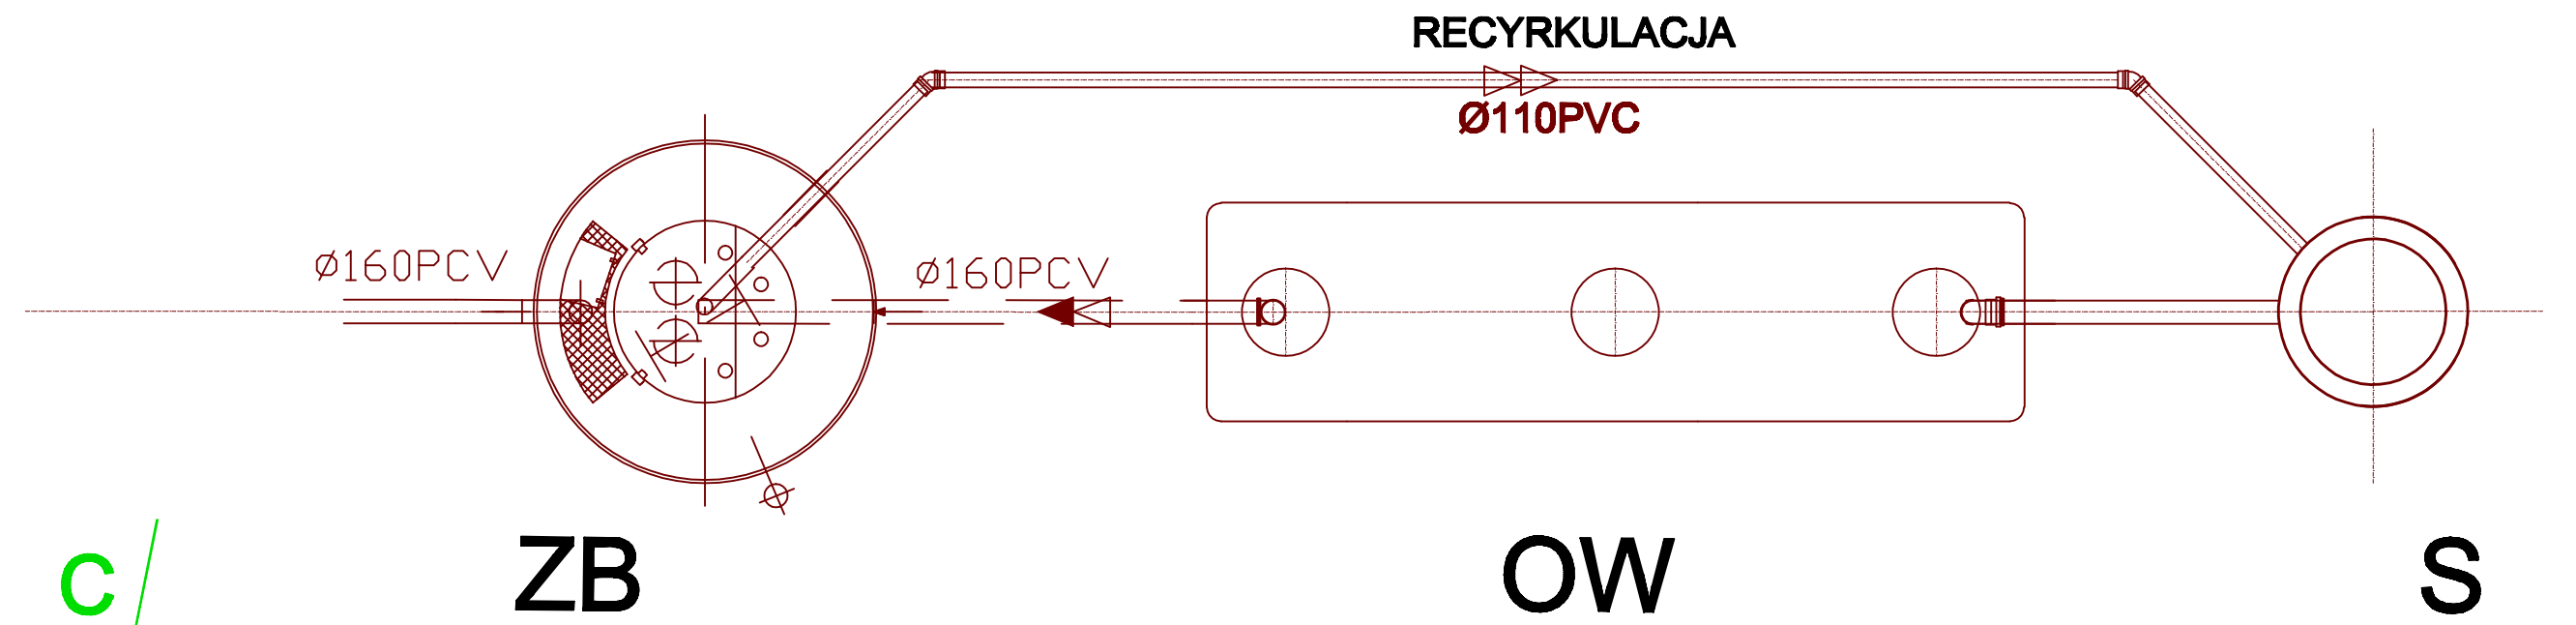 RECYRKULACJA
Ø110PVC
Ø160PCV
Ø160PCV
c/
ZB
OW
S